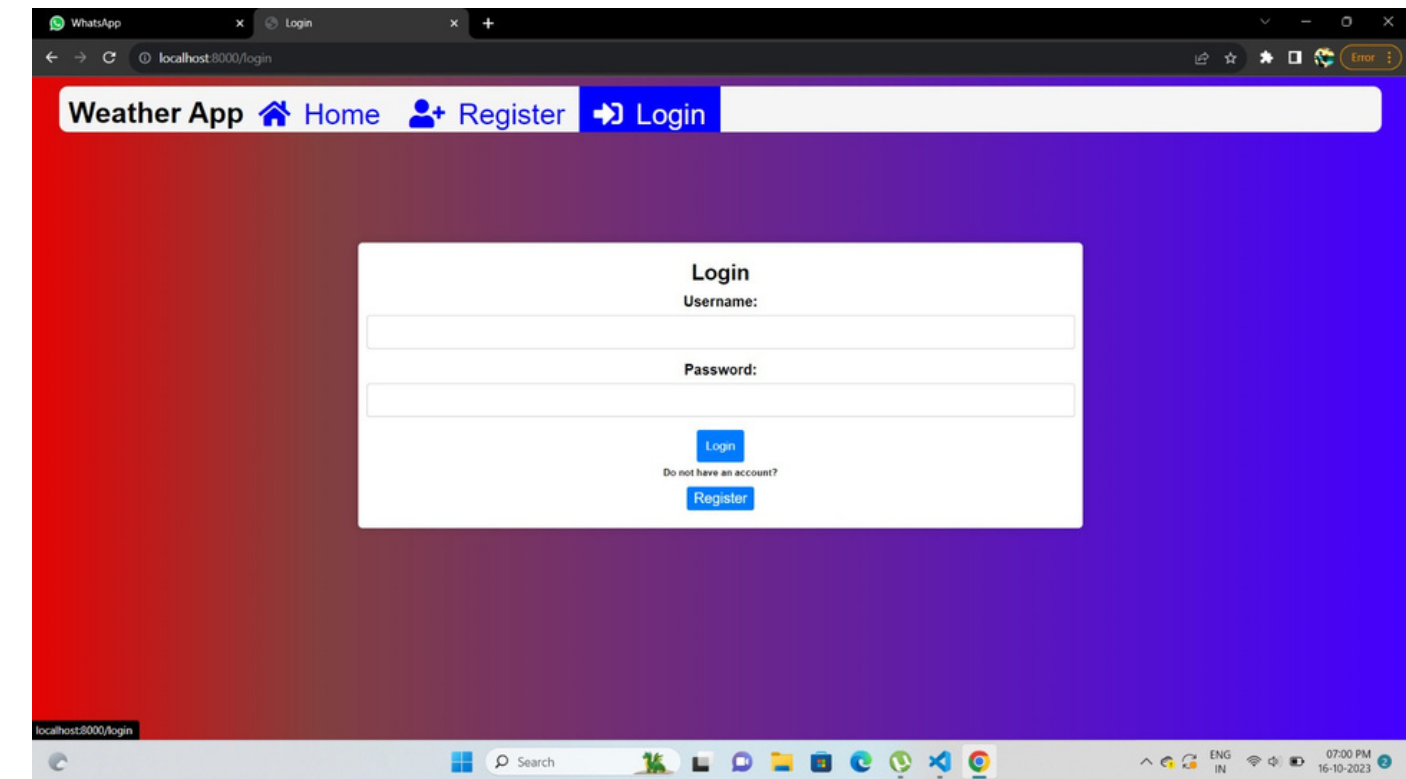 WhatsApp
Login
localhost:8000/login
Error
Weather App Home Register Login
Login
Username:
Password:
Login
Do not have an account?
Register
localhost:8000/login
Search
ENG
IN
07:00 PM
16-10-2023
2